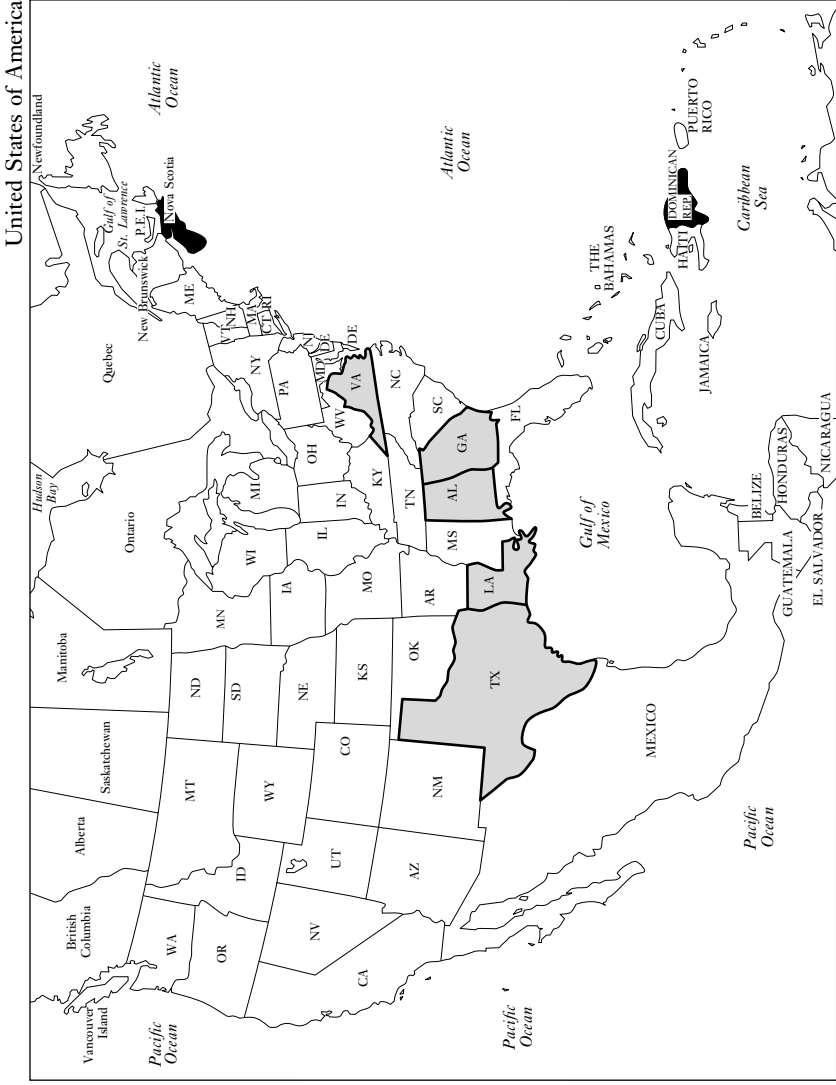 United States of America
Vancouver
Island
British
Columbia
Alberta
Saskatchewan
Manitoba
Ontario
Hudson
Bay
Quebec
Newfoundland
Gulf of
St. Lawrence
P.E.I.
Nova Scotia
New Brunswick
Atlantic
Ocean
Pacific
Ocean
WA
OR
ID
MT
ND
SD
MN
WI
MI
WY
NE
IA
IL
IN
OH
PA
NY
VT
NH
ME
MA
CT
RI
NJ
DE
MD
DE
NV
UT
CO
KS
MO
KY
WV
VA
CA
AZ
NM
OK
AR
TN
NC
SC
TX
LA
MS
AL
GA
FL
Atlantic
Ocean
Pacific
Ocean
Gulf of
Mexico
MEXICO
THE
BAHAMAS
CUBA
JAMAICA
HAITI
DOMINICAN
REP.
PUERTO
RICO
Caribbean
Sea
Pacific
Ocean
BELIZE
HONDURAS
GUATEMALA
EL SALVADOR
NICARAGUA